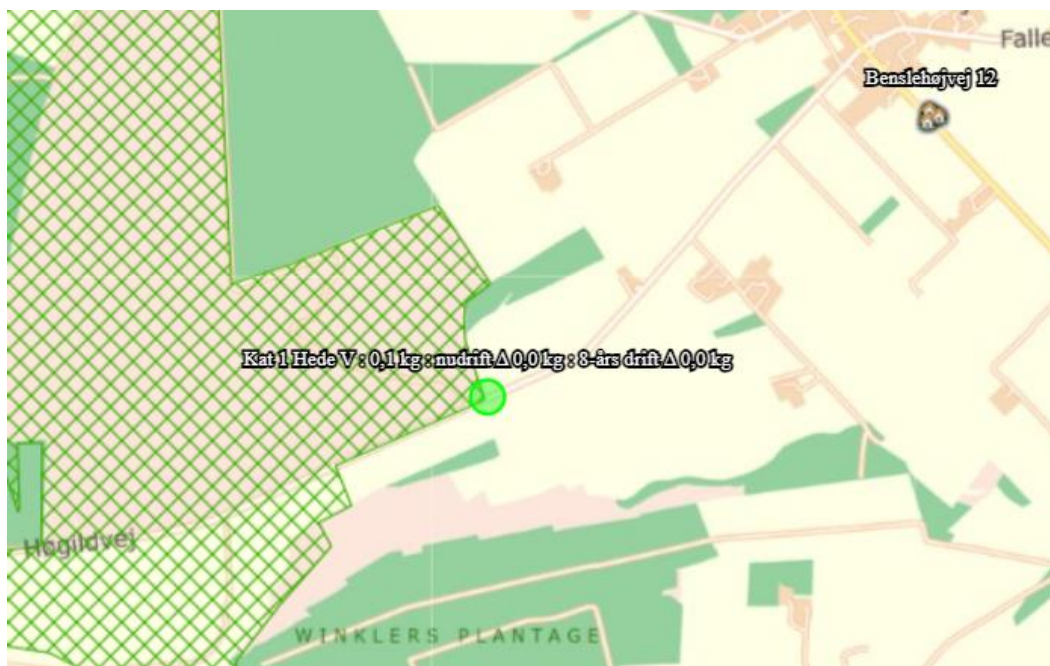 Falle
Benslehøjvej 12
Kat 1 Hede V : 0,1 kg : nudrift Δ 0,0 kg : 8-års drift Δ 0,0 kg
Høgildvej
WINKLERS PLANTAGE